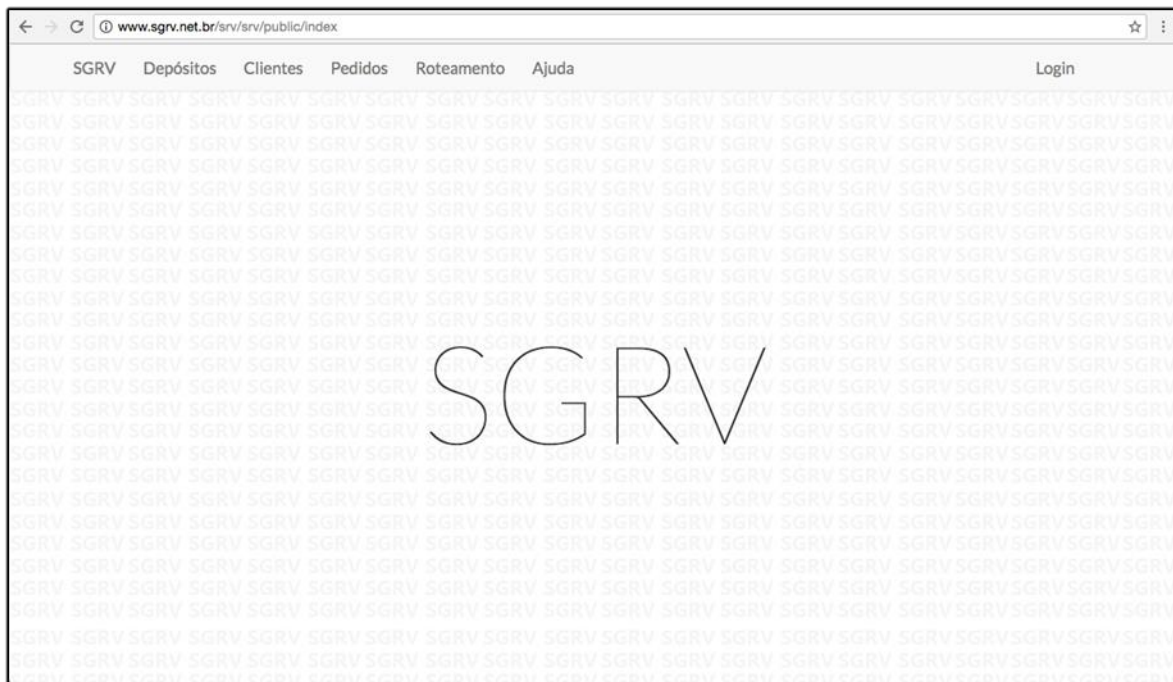 www.sgrv.net.br/srv/srv/public/index
SGRV Depósitos Clientes Pedidos Roteamento Ajuda Login
SGRV